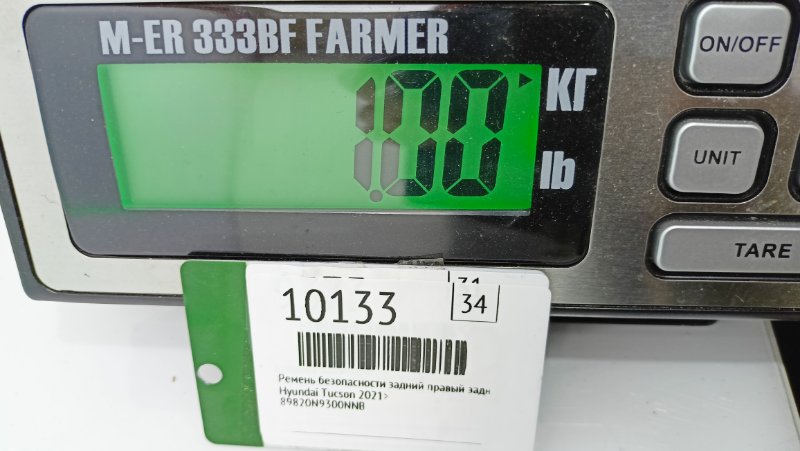 M-ER 333BF FARMER
1.00
КГ
lb
ON/OFF
UNIT
TARE
10133
34
Ремень безопасности задний правый задн
Hyundai Tucson 2021>
89820N9300NNB